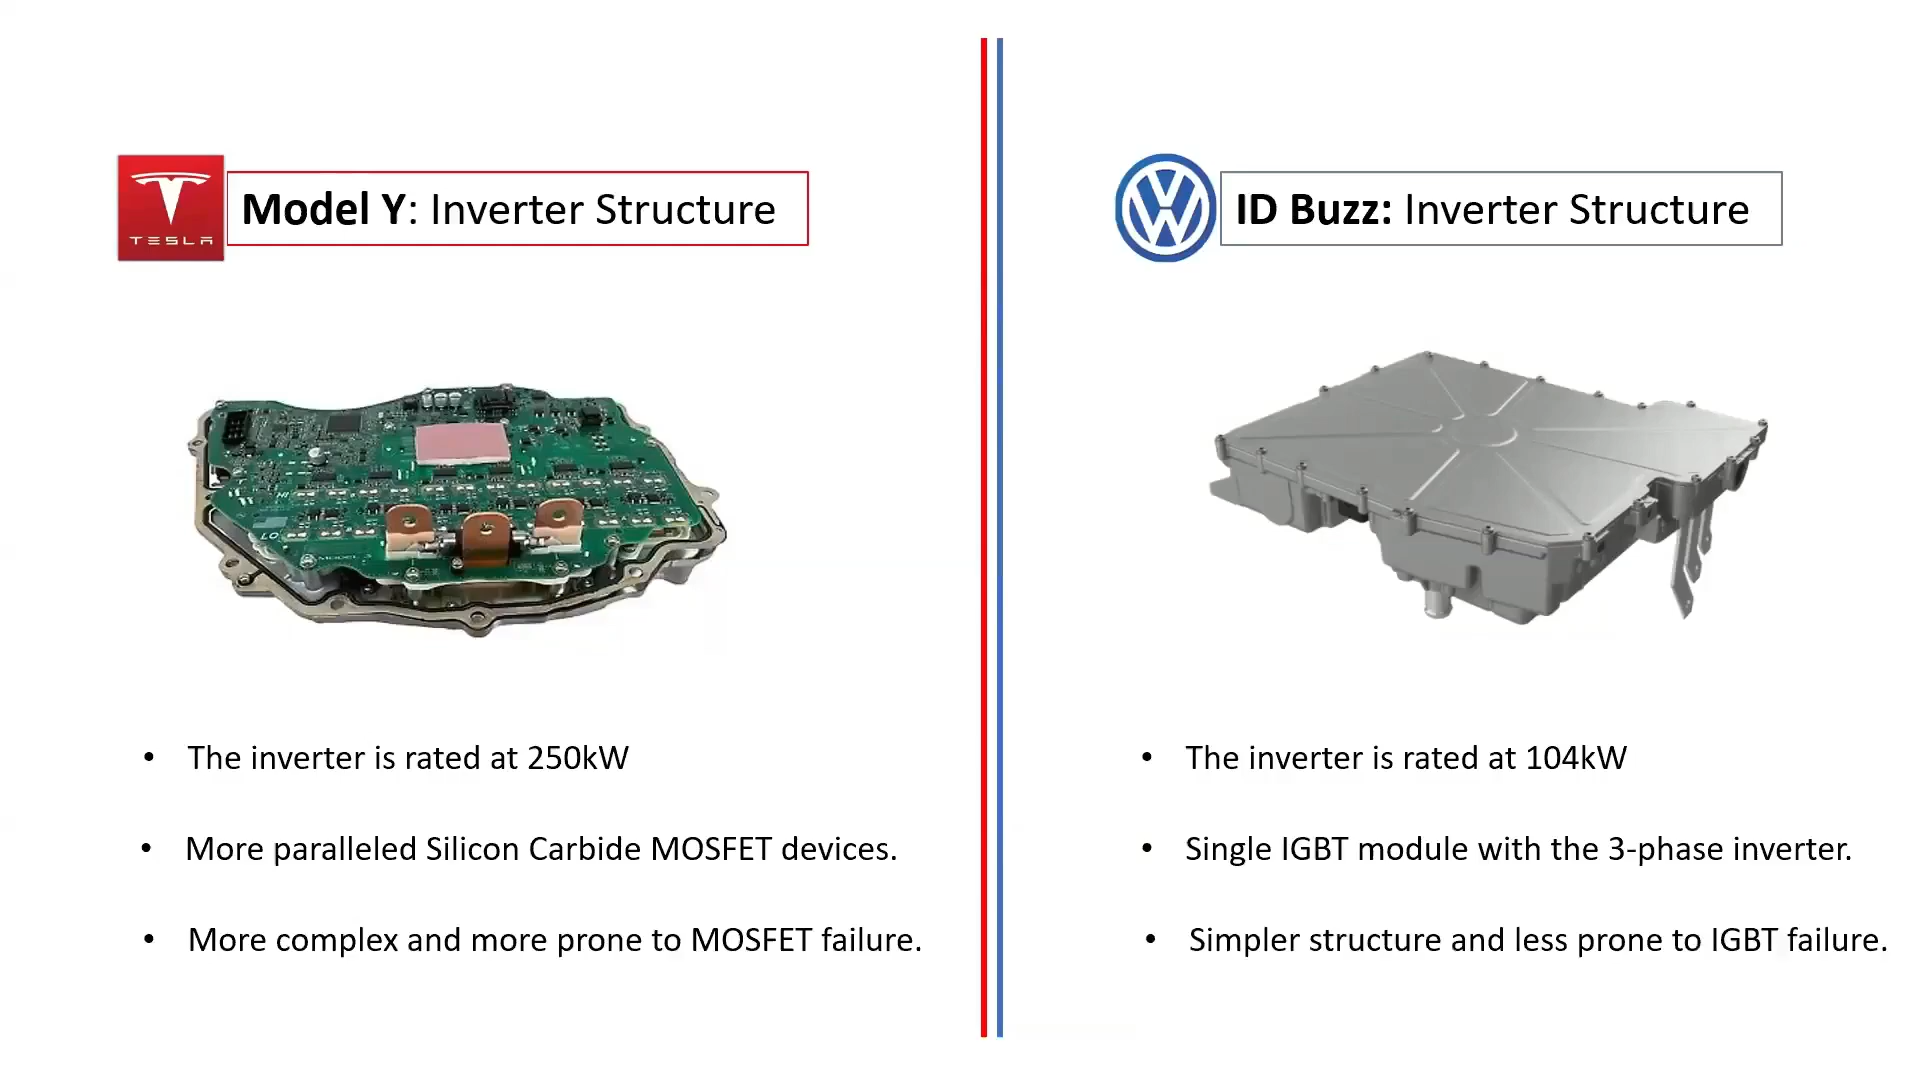 TESLA
Model Y: Inverter Structure
• The inverter is rated at 250kW
• More paralleled Silicon Carbide MOSFET devices.
• More complex and more prone to MOSFET failure.
ID Buzz: Inverter Structure
• The inverter is rated at 104kW
• Single IGBT module with the 3-phase inverter.
• Simpler structure and less prone to IGBT failure.
HI
LO